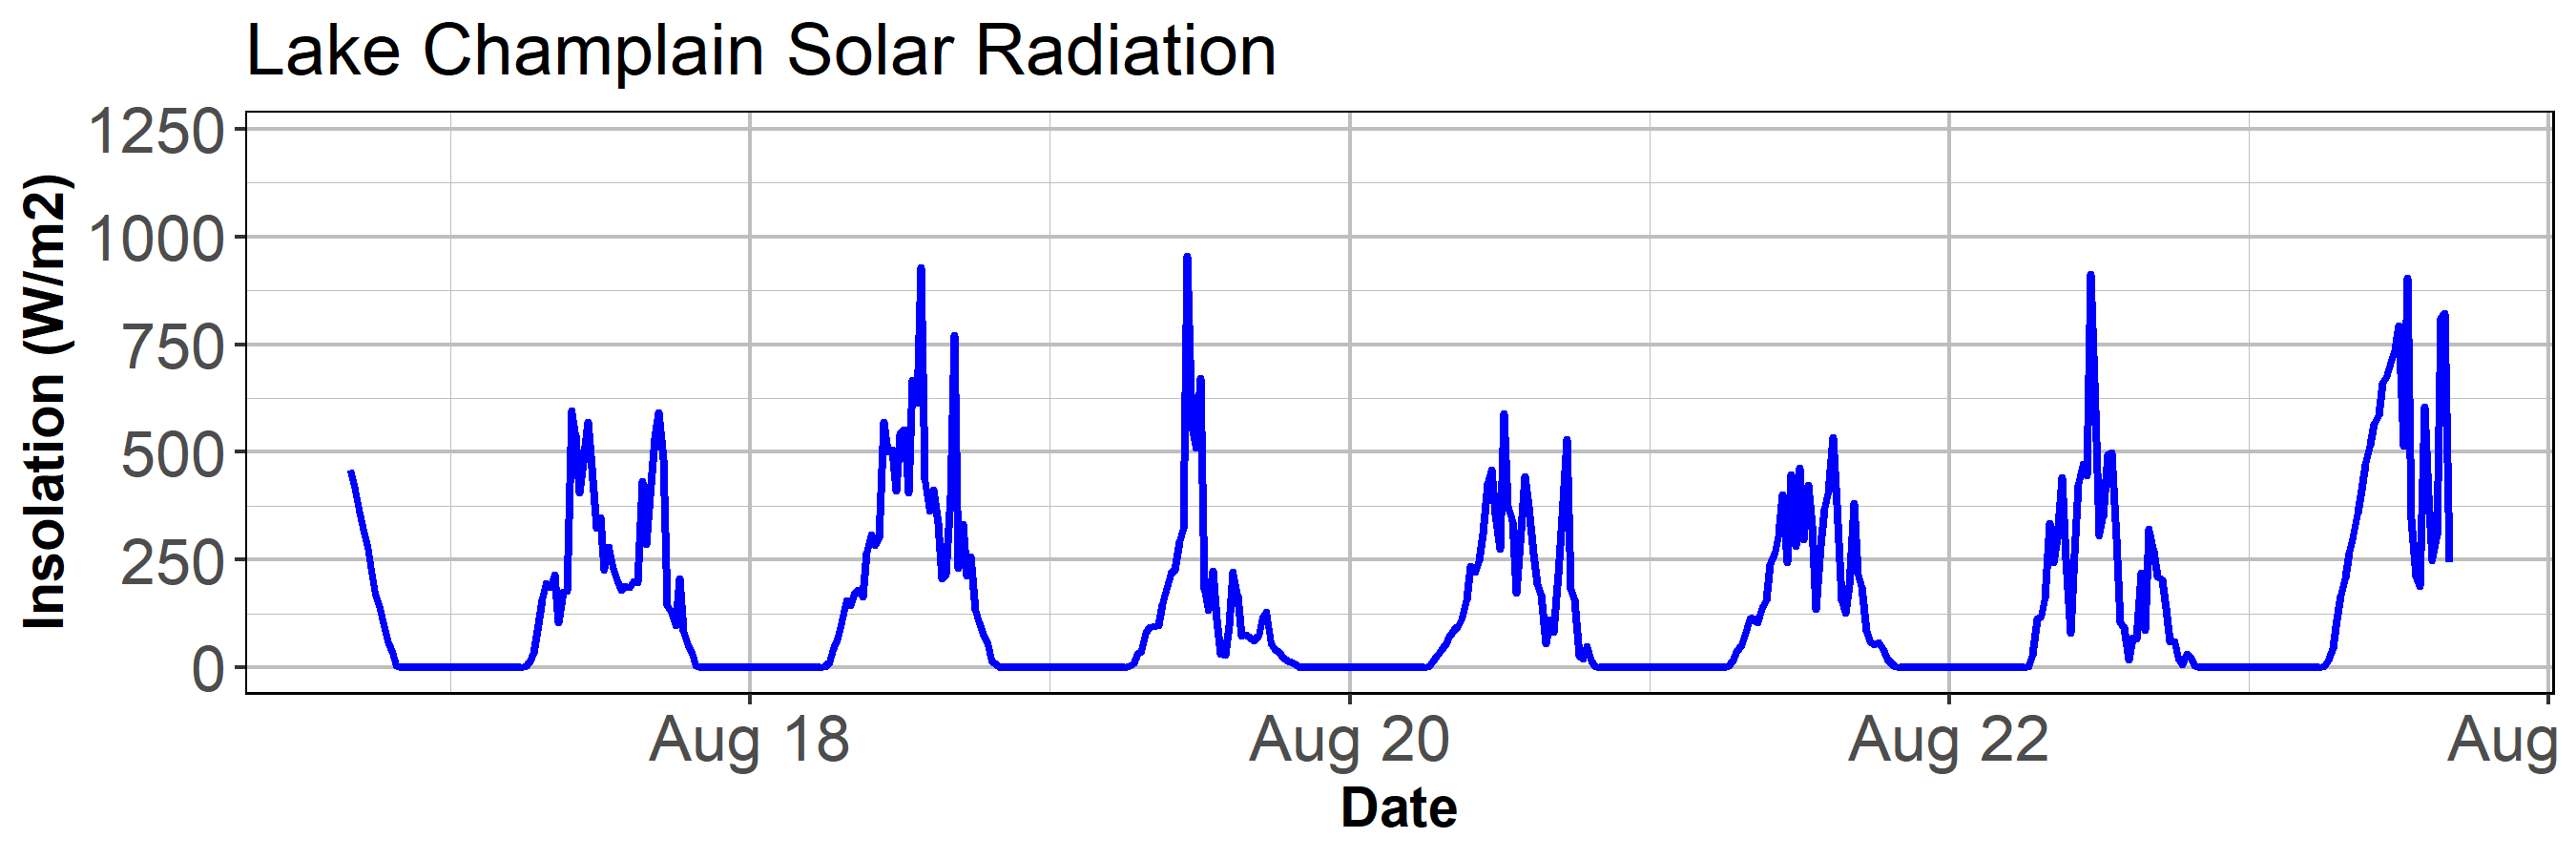 Lake Champlain Solar Radiation
1250
1000
750
500
250
0
Insolation (W/m2)
Aug 18 Aug 20 Aug 22 Aug
Date